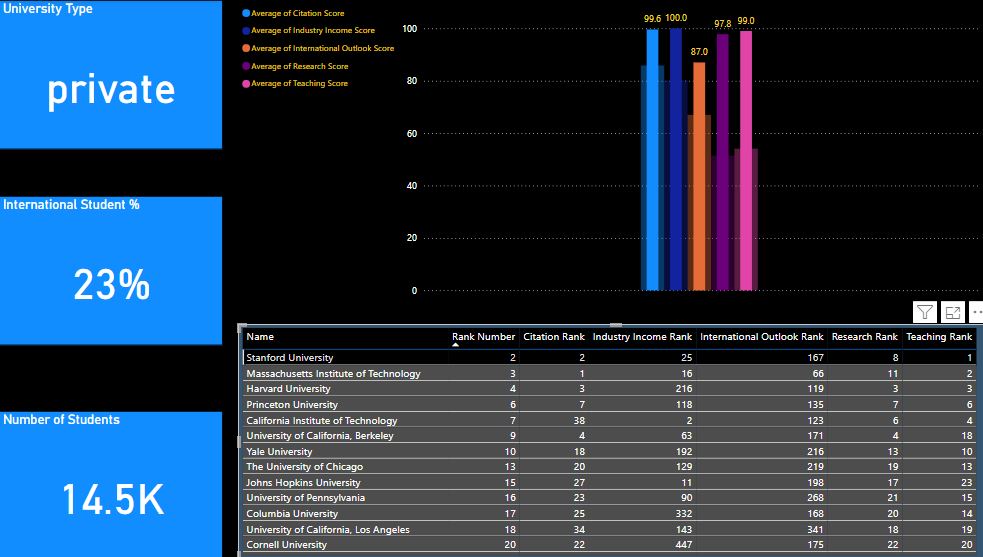 University Type
private
International Student %
23%
Number of Students
14.5K
Average of Citation Score
Average of Industry Income Score
Average of International Outlook Score
Average of Research Score
Average of Teaching Score
99.6 100.0 87.0 97.8 99.0
100
80
60
40
20
0
Name Rank Number Citation Rank Industry Income Rank International Outlook Rank Research Rank Teaching Rank
Stanford University 2 2 25 167 8 1
Massachusetts Institute of Technology 3 1 16 66 11 2
Harvard University 4 3 216 119 3 3
Princeton University 6 7 118 135 7 6
California Institute of Technology 7 38 2 123 6 4
University of California, Berkeley 9 4 63 171 4 18
Yale University 10 18 192 216 13 10
The University of Chicago 13 20 129 219 19 13
Johns Hopkins University 15 27 11 198 17 23
University of Pennsylvania 16 23 90 268 21 15
Columbia University 17 25 332 168 20 14
University of California, Los Angeles 18 34 143 341 18 19
Cornell University 20 22 447 175 22 20